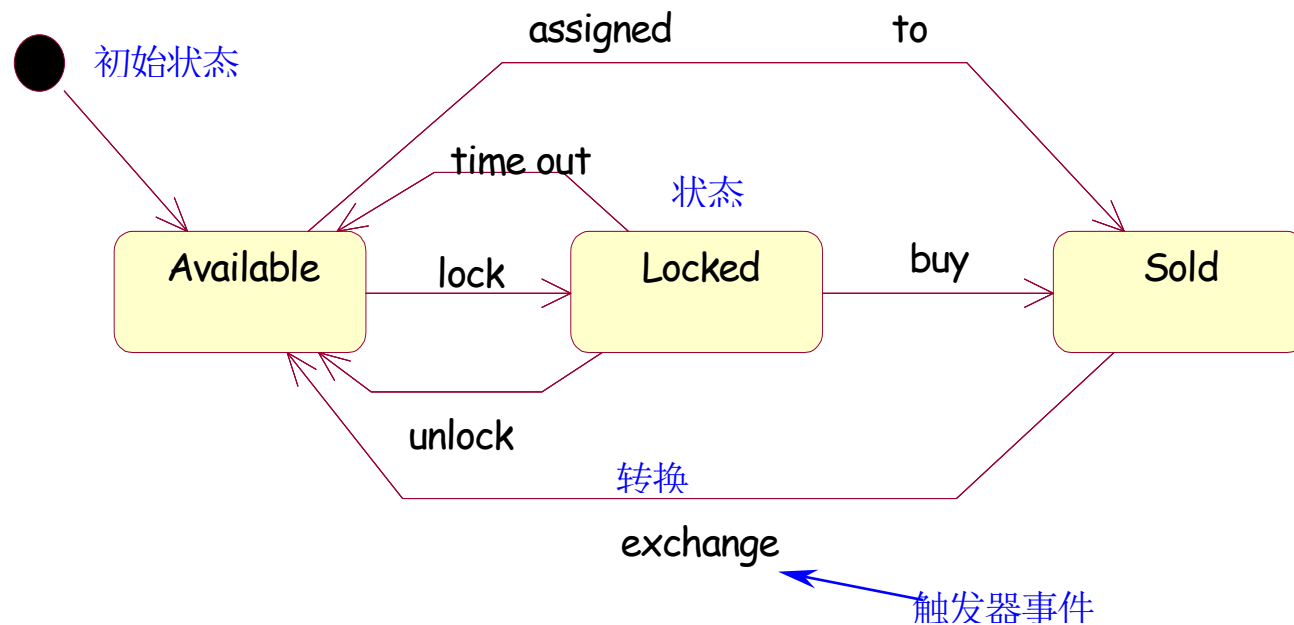 assigned to
初始状态
time out
状态
Available
lock
Locked
buy
Sold
unlock
转换
exchange
触发器事件